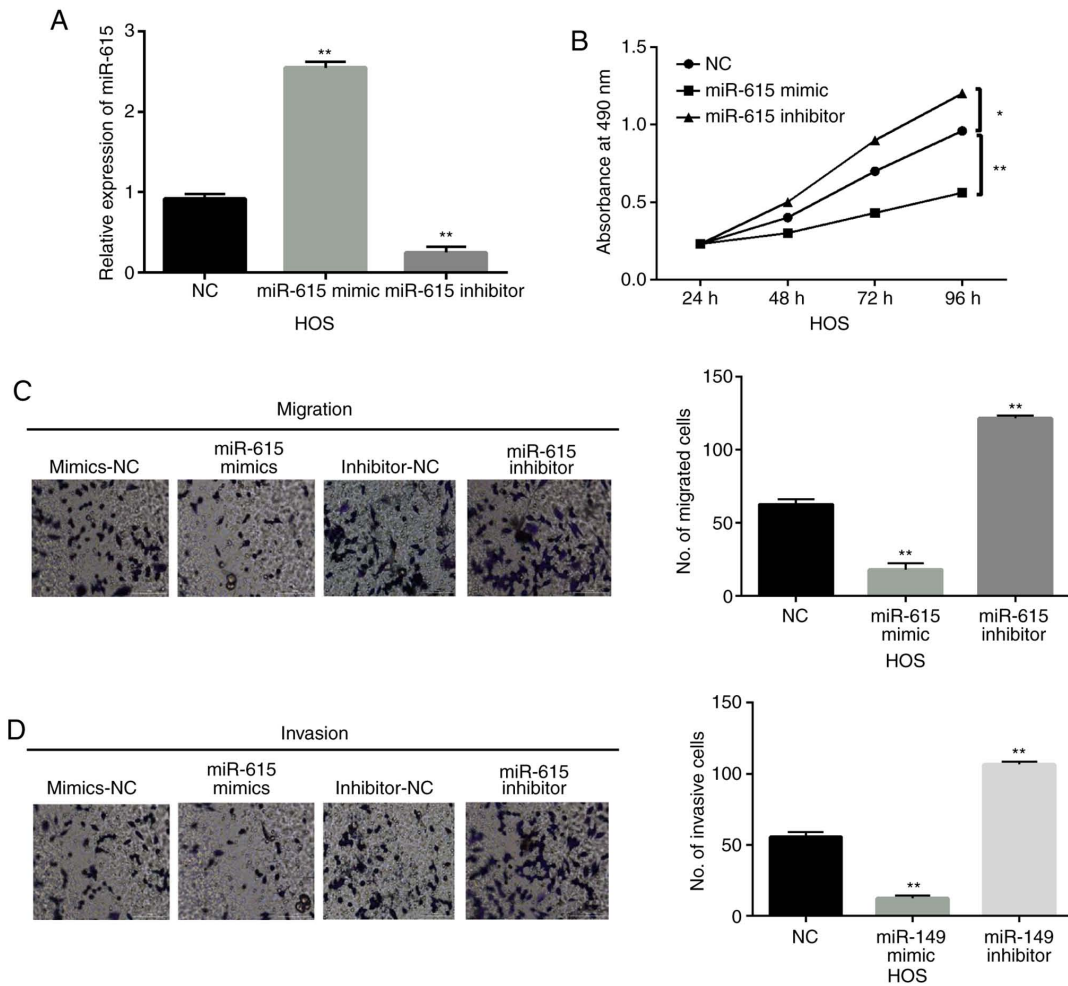 A
Relative expression of miR-615
3
2
1
0
**
**
NC
miR-615 mimic
miR-615 inhibitor
HOS
B
Absorbance at 490 nm
1.5
1.0
0.5
0.0
NC
miR-615 mimic
miR-615 inhibitor
*
**
24 h
48 h
72 h
96 h
HOS
C
Migration
Mimics-NC
miR-615
mimics
Inhibitor-NC
miR-615
inhibitor
No. of migrated cells
150
100
50
0
**
**
NC
miR-615
mimic
miR-615
inhibitor
HOS
D
Invasion
Mimics-NC
miR-615
mimics
Inhibitor-NC
miR-615
inhibitor
No. of invasive cells
150
100
50
0
**
**
NC
miR-149
mimic
miR-149
inhibitor
HOS